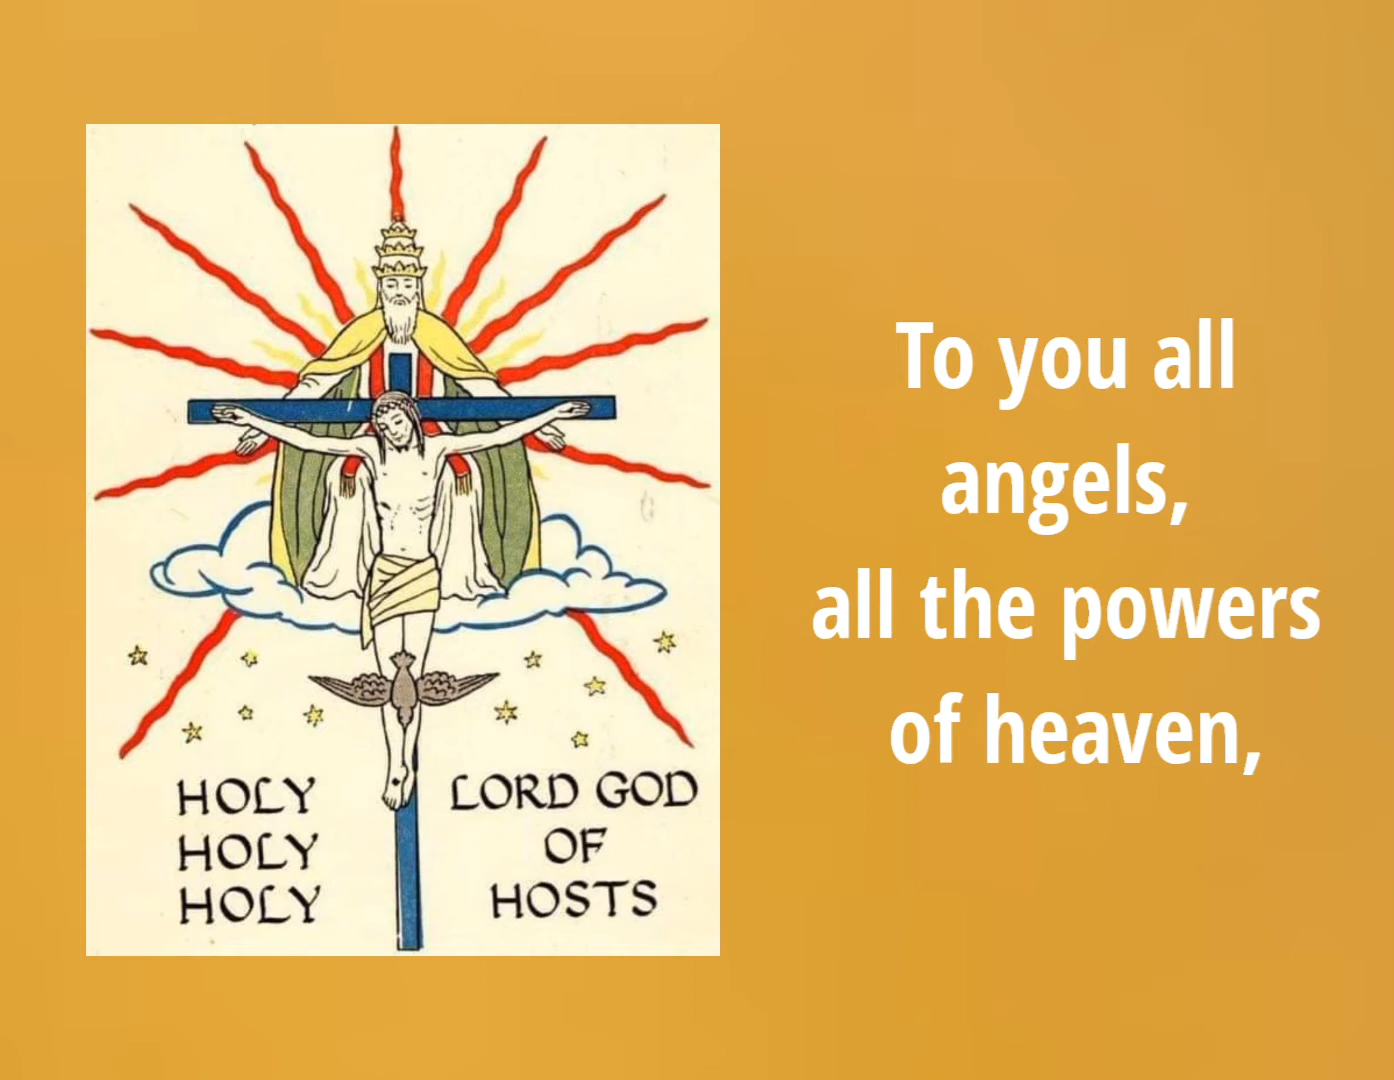 HOLY
HOLY
HOLY
LORD GOD
OF
HOSTS
To you all
angels,
all the powers
of heaven,